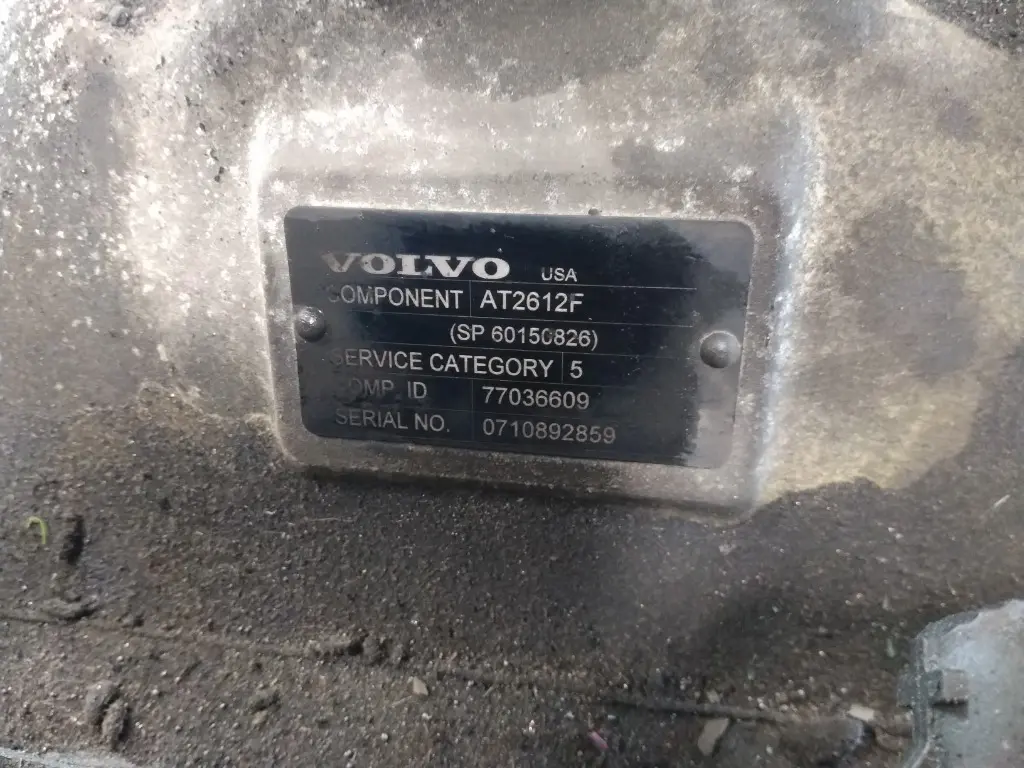 VOLVO USA
COMPONENT AT2612F
(SP 60150826)
SERVICE CATEGORY 5
COMP. ID 77036609
SERIAL NO. 0710892859